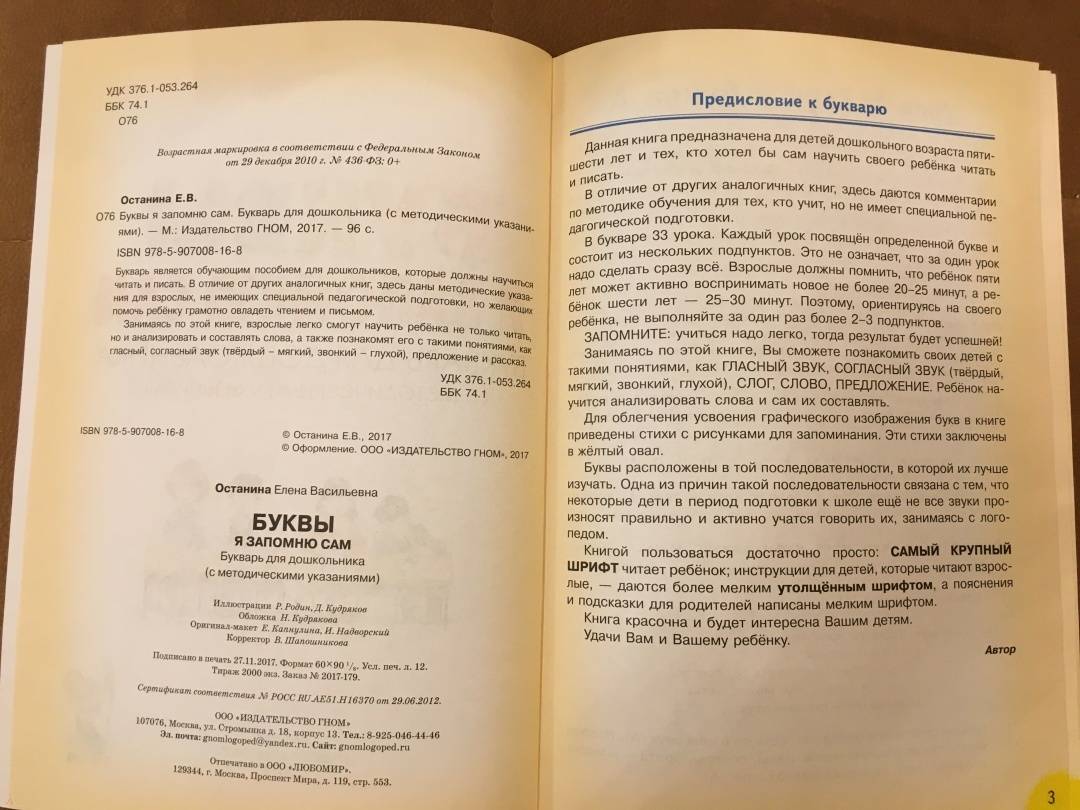 УДК 376.1-053.264
ББК 74.1
О76
Возрастная маркировка в соответствии с Федеральным Законом
от 29 декабря 2010 г. № 436-ФЗ: 0+
Останина Е.В.
О76 Буквы я запомню сам. Букварь для дошкольника (с методическими указани-
ями). — М.: Издательство ГНОМ, 2017. — 96 с.
ISBN 978-5-907008-16-8
Букварь является обучающим пособием для дошкольников, которые должны научиться
читать и писать. В отличие от других аналогичных книг, здесь даны методические указа-
ния для взрослых, не имеющих специальной педагогической подготовки, но желающих
помочь ребёнку грамотно овладеть чтением и письмом.
Занимаясь по этой книге, взрослые легко смогут научить ребёнка не только читать,
но и анализировать и составлять слова, а также познакомят его с такими понятиями, как
гласный, согласный звук (твёрдый – мягкий, звонкий – глухой), предложение и рассказ.
УДК 376.1-053.264
ББК 74.1
ISBN 978-5-907008-16-8
© Останина Е.В., 2017
© Оформление. ООО «ИЗДАТЕЛЬСТВО ГНОМ», 2017
Останина Елена Васильевна
БУКВЫ
Я ЗАПОМНЮ САМ
Букварь для дошкольника
(с методическими указаниями)
Иллюстрации Р. Родин, Д. Кудряков
Обложка Н. Кудрякова
Оригинал-макет Е. Капнулина, И. Надворский
Корректор В. Шапошникова
Подписано в печать 27.11.2017. Формат 60×90 1/8. Усл. печ. л. 12.
Тираж 2000 экз. Заказ № 2017-179.
Сертификат соответствия № РОСС RU.AE51.H16370 от 29.06.2012.
ООО «ИЗДАТЕЛЬСТВО ГНОМ»
107076, Москва, ул. Стромынка д. 18, корпус 13. Тел.: 8-925-046-44-46
Эл. почта: gnomlogoped@yandex.ru. Сайт: gnomlogoped.ru
Отпечатано в ООО «ЛЮБОМИР».
129344, г. Москва, Проспект Мира, д. 119, стр. 553.
Предисловие к букварю
Данная книга предназначена для детей дошкольного возраста пяти-
шести лет и тех, кто хотел бы сам научить своего ребёнка читать
и писать.
В отличие от других аналогичных книг, здесь даются комментарии
по методике обучения для тех, кто учит, но не имеет специальной пе-
дагогической подготовки.
В букваре 33 урока. Каждый урок посвящён определенной букве и
состоит из нескольких подпунктов. Это не означает, что за один урок
надо сделать сразу всё. Взрослые должны помнить, что ребёнок пяти
лет может активно воспринимать новое не более 20–25 минут, а ре-
бёнок шести лет — 25–30 минут. Поэтому, ориентируясь на своего
ребёнка, не выполняйте за один раз более 2–3 подпунктов.
ЗАПОМНИТЕ: учиться надо легко, тогда результат будет успешней!
Занимаясь по этой книге, Вы сможете познакомить своих детей с
такими понятиями, как ГЛАСНЫЙ ЗВУК, СОГЛАСНЫЙ ЗВУК (твёрдый,
мягкий, звонкий, глухой), СЛОГ, СЛОВО, ПРЕДЛОЖЕНИЕ. Ребёнок на-
учится анализировать слова и сам их составлять.
Для облегчения усвоения графического изображения букв в книге
приведены стихи с рисунками для запоминания. Эти стихи заключены
в жёлтый овал.
Буквы расположены в той последовательности, в которой их лучше
изучать. Одна из причин такой последовательности связана с тем, что
некоторые дети в период подготовки к школе ещё не все звуки про-
износят правильно и активно учатся говорить их, занимаясь с лого-
педом.
Книгой пользоваться достаточно просто: САМЫЙ КРУПНЫЙ
ШРИФТ читает ребёнок; инструкции для детей, которые читают взрос-
лые, — даются более мелким утолщённым шрифтом, а пояснения
и подсказки для родителей написаны мелким шрифтом.
Книга красочна и будет интересна Вашим детям.
Удачи Вам и Вашему ребёнку.
Автор
3